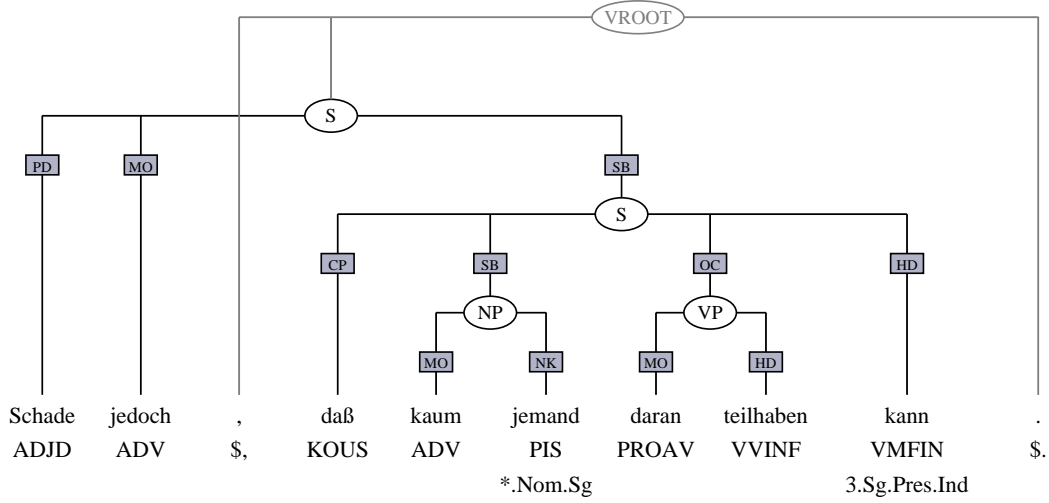 VROOT
S
PD MO SB
S
CP SB OC HD
NP VP
MO NK MO HD
Schade jedoch , daß kaum jemand daran teilhaben kann .
ADJD ADV $, KOUS ADV PIS PROAV VVINF VMFIN $.
*.Nom.Sg 3.Sg.Pres.Ind